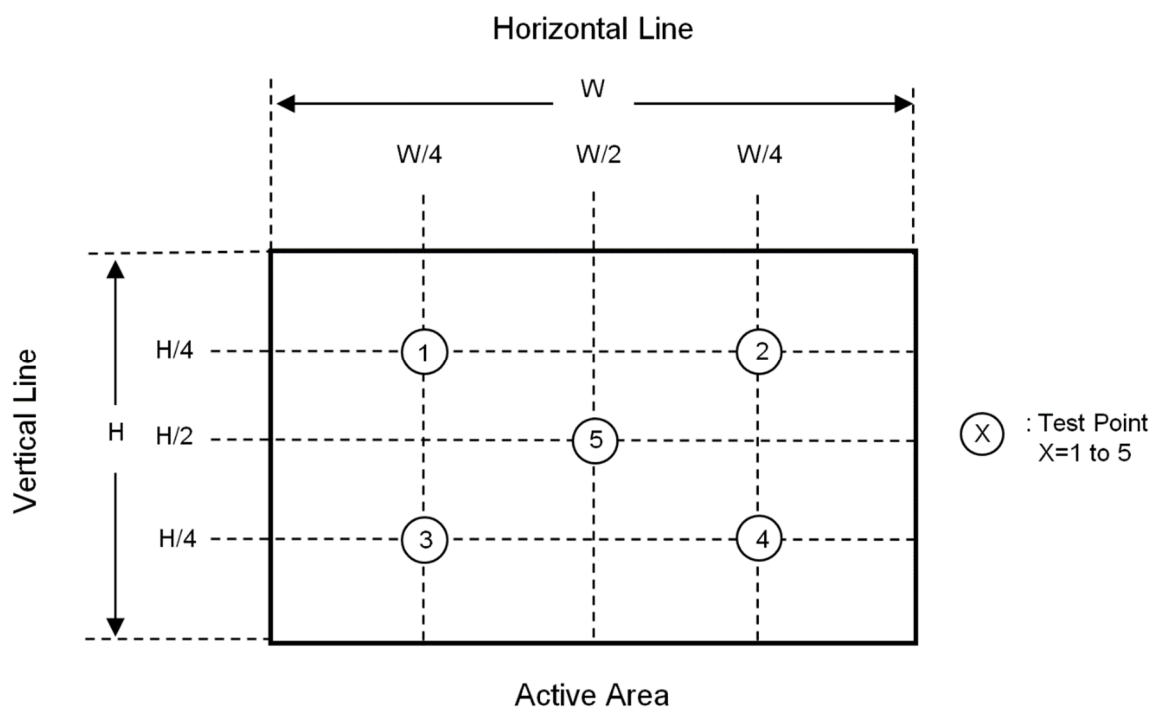 Horizontal Line
W
W/4
W/2
W/4
H/4
1
2
Vertical Line
H
H/2
5
X
: Test Point
X=1 to 5
H/4
3
4
Active Area